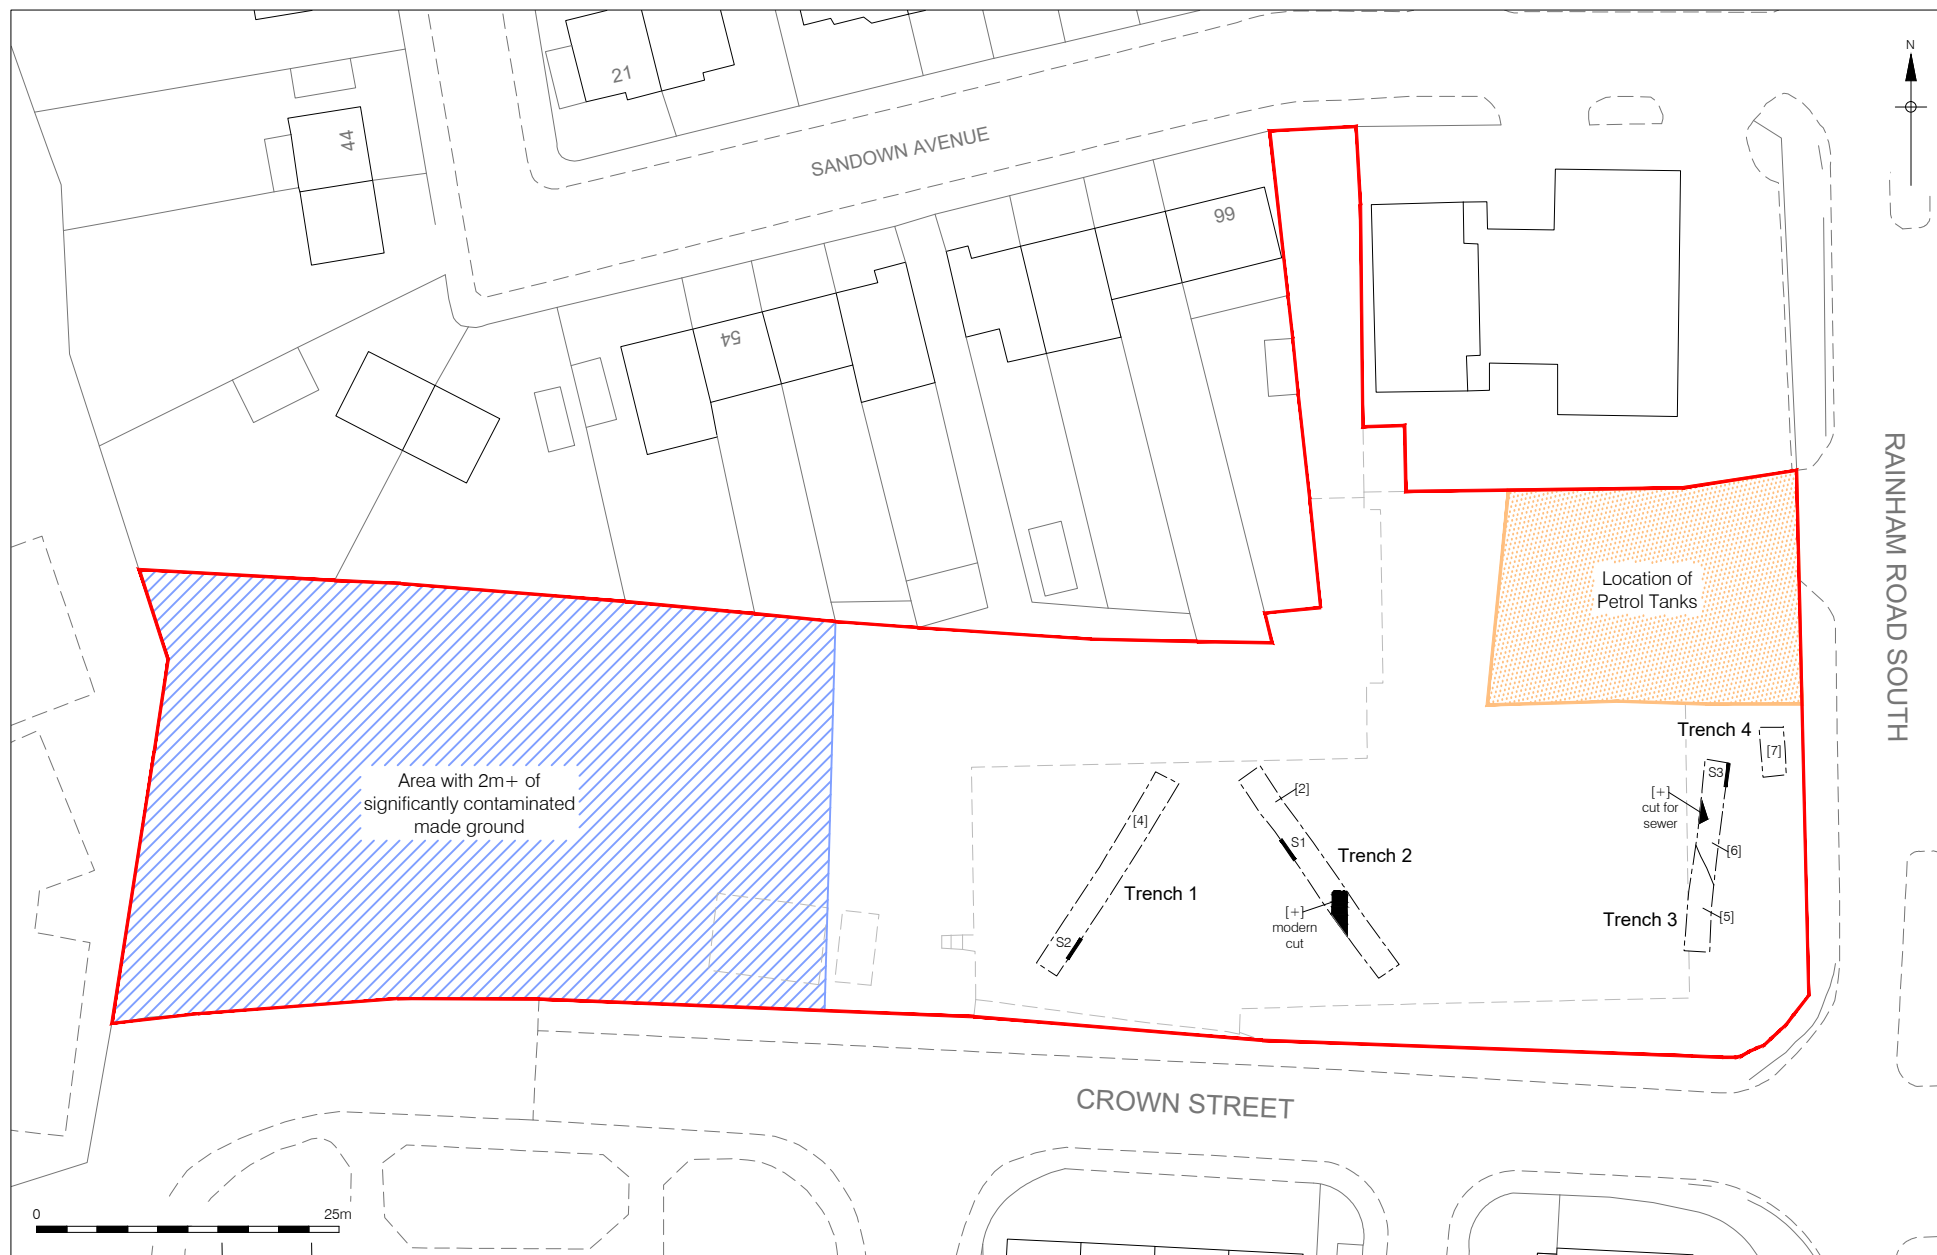 N
21
44
SANDOWN AVENUE
66
54
RAINHAM ROAD SOUTH
Location of
Petrol Tanks
Trench 4
[7]
S3
[+]
cut for
sewer
[6]
[5]
Trench 3
Area with 2m+ of
significantly contaminated
made ground
[4]
Trench 1
S2
[2]
S1
Trench 2
[+]
modern
cut
CROWN STREET
0 25m